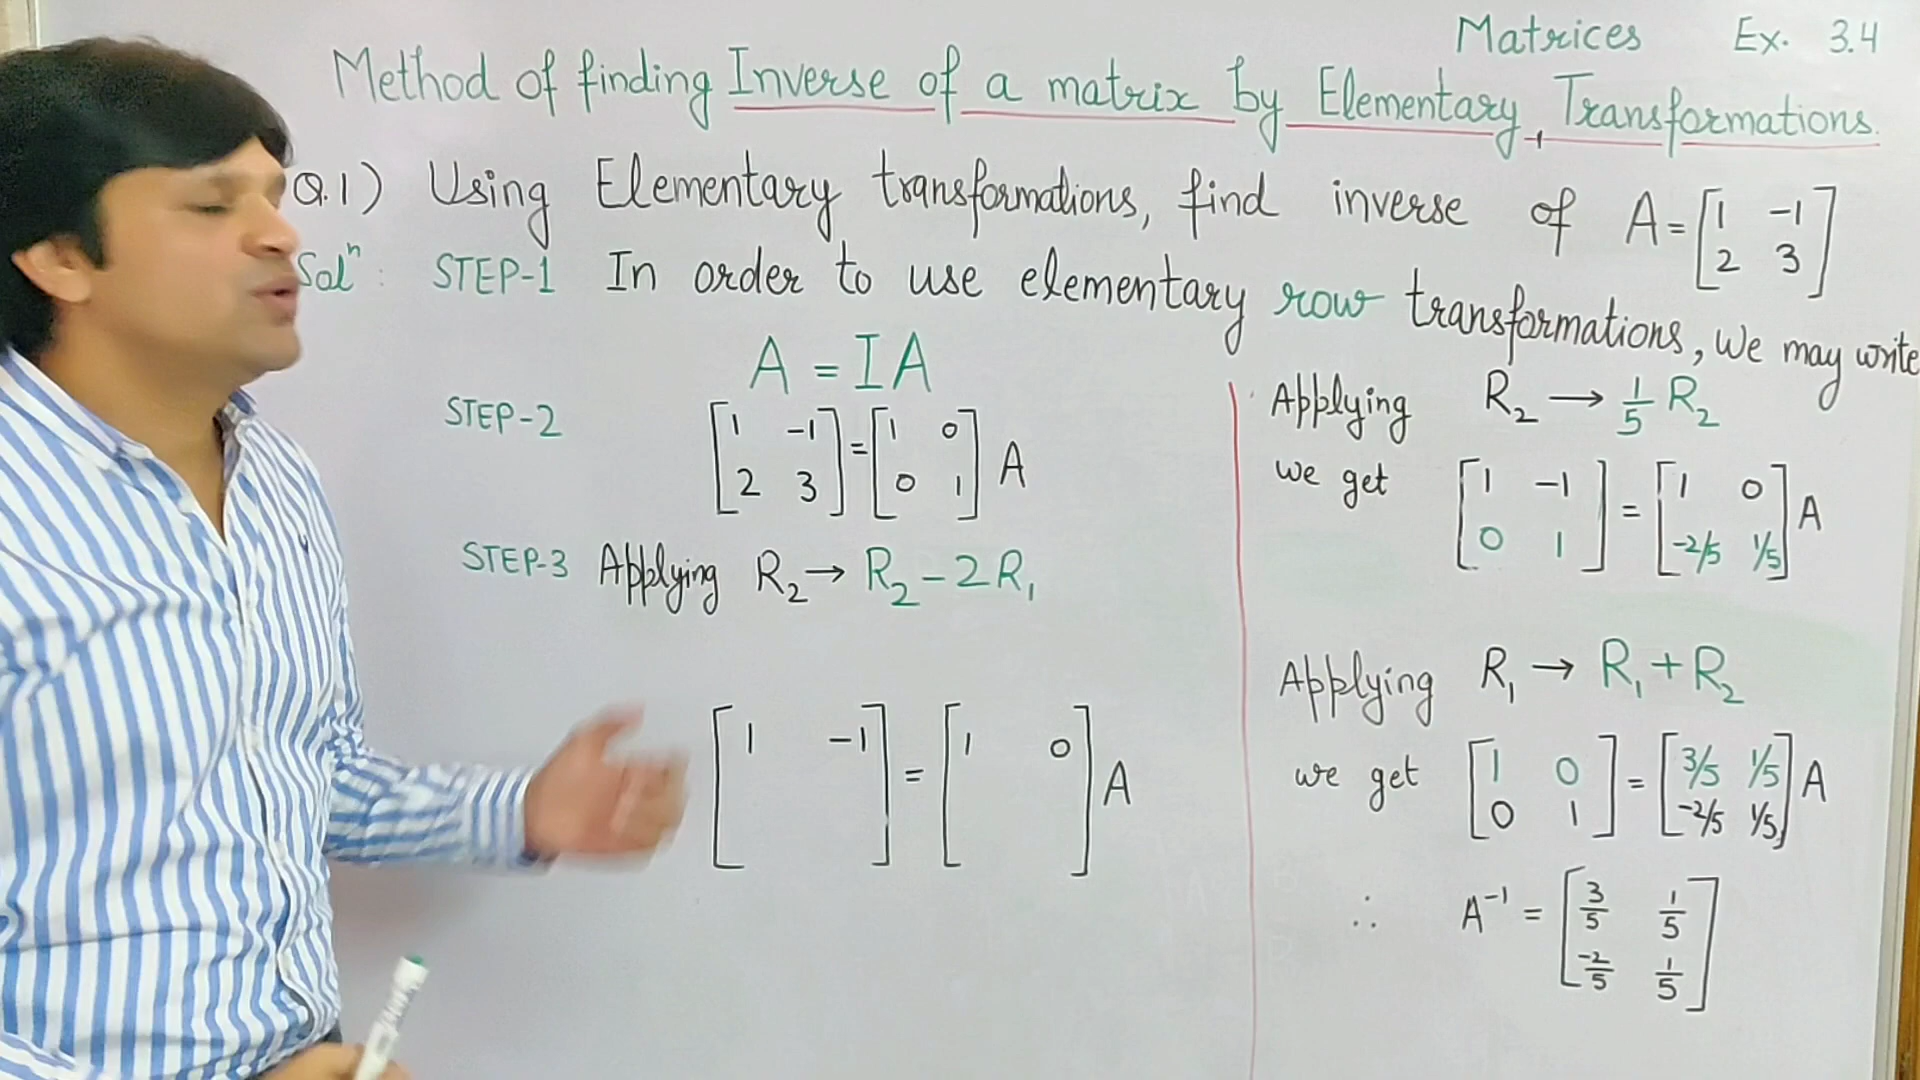 Matrices Ex. 3.4
Method of finding Inverse of a matrix by Elementary Transformations.
Q.1) Using Elementary transformations, find inverse of A = [1 -1
2 3]
Solⁿ: STEP-1 In order to use elementary row transformations, We may write
A = IA
STEP-2 [1 -1] = [1 0] A
[2 3] [0 1]
STEP-3 Applying R₂ → R₂ - 2R₁
[1 -1] = [1 0] A
Applying R₂ → 1/5 R₂
we get [1 -1] = [1 0] A
[0 1] [-2/5 1/5]
Applying R₁ → R₁ + R₂
we get [1 0] = [3/5 1/5] A
[0 1] [-2/5 1/5]
∴ A⁻¹ = [3/5 1/5]
[-2/5 1/5]